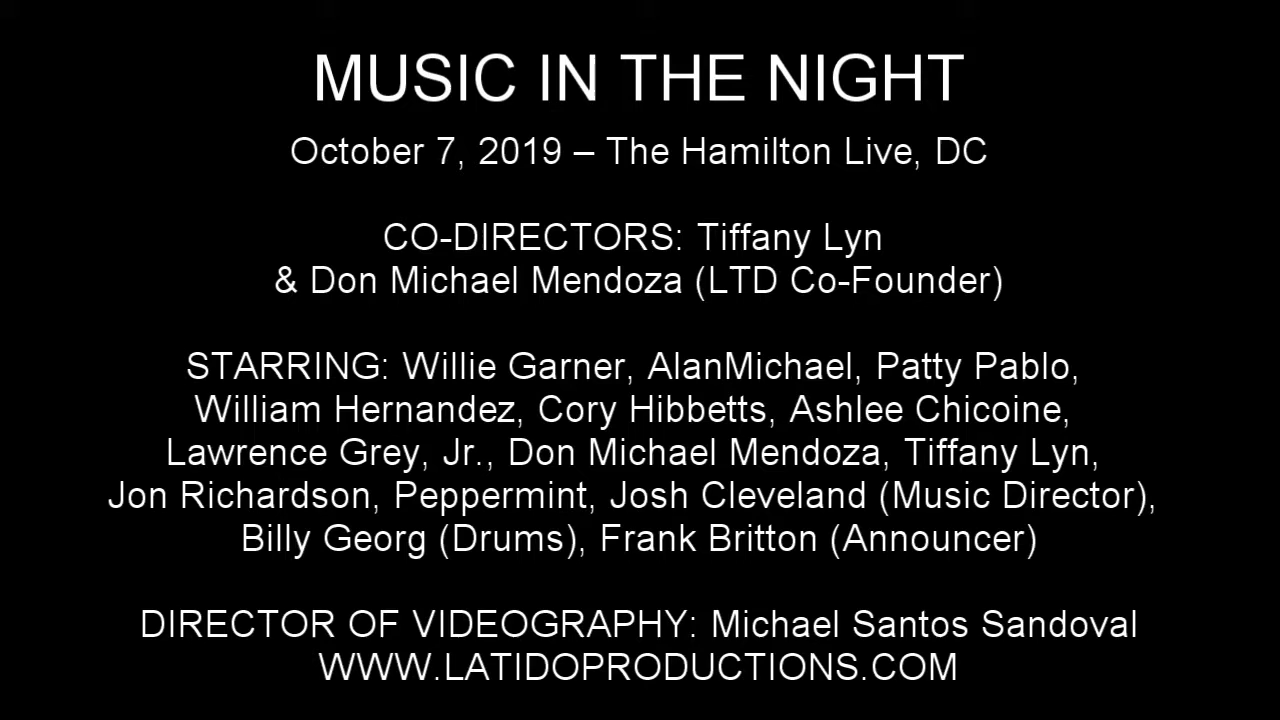 MUSIC IN THE NIGHT
October 7, 2019 – The Hamilton Live, DC
CO-DIRECTORS: Tiffany Lyn
& Don Michael Mendoza (LTD Co-Founder)
STARRING: Willie Garner, AlanMichael, Patty Pablo,
William Hernandez, Cory Hibbetts, Ashlee Chicoine,
Lawrence Grey, Jr., Don Michael Mendoza, Tiffany Lyn,
Jon Richardson, Peppermint, Josh Cleveland (Music Director),
Billy Georg (Drums), Frank Britton (Announcer)
DIRECTOR OF VIDEOGRAPHY: Michael Santos Sandoval
WWW.LATIDOPRODUCTIONS.COM